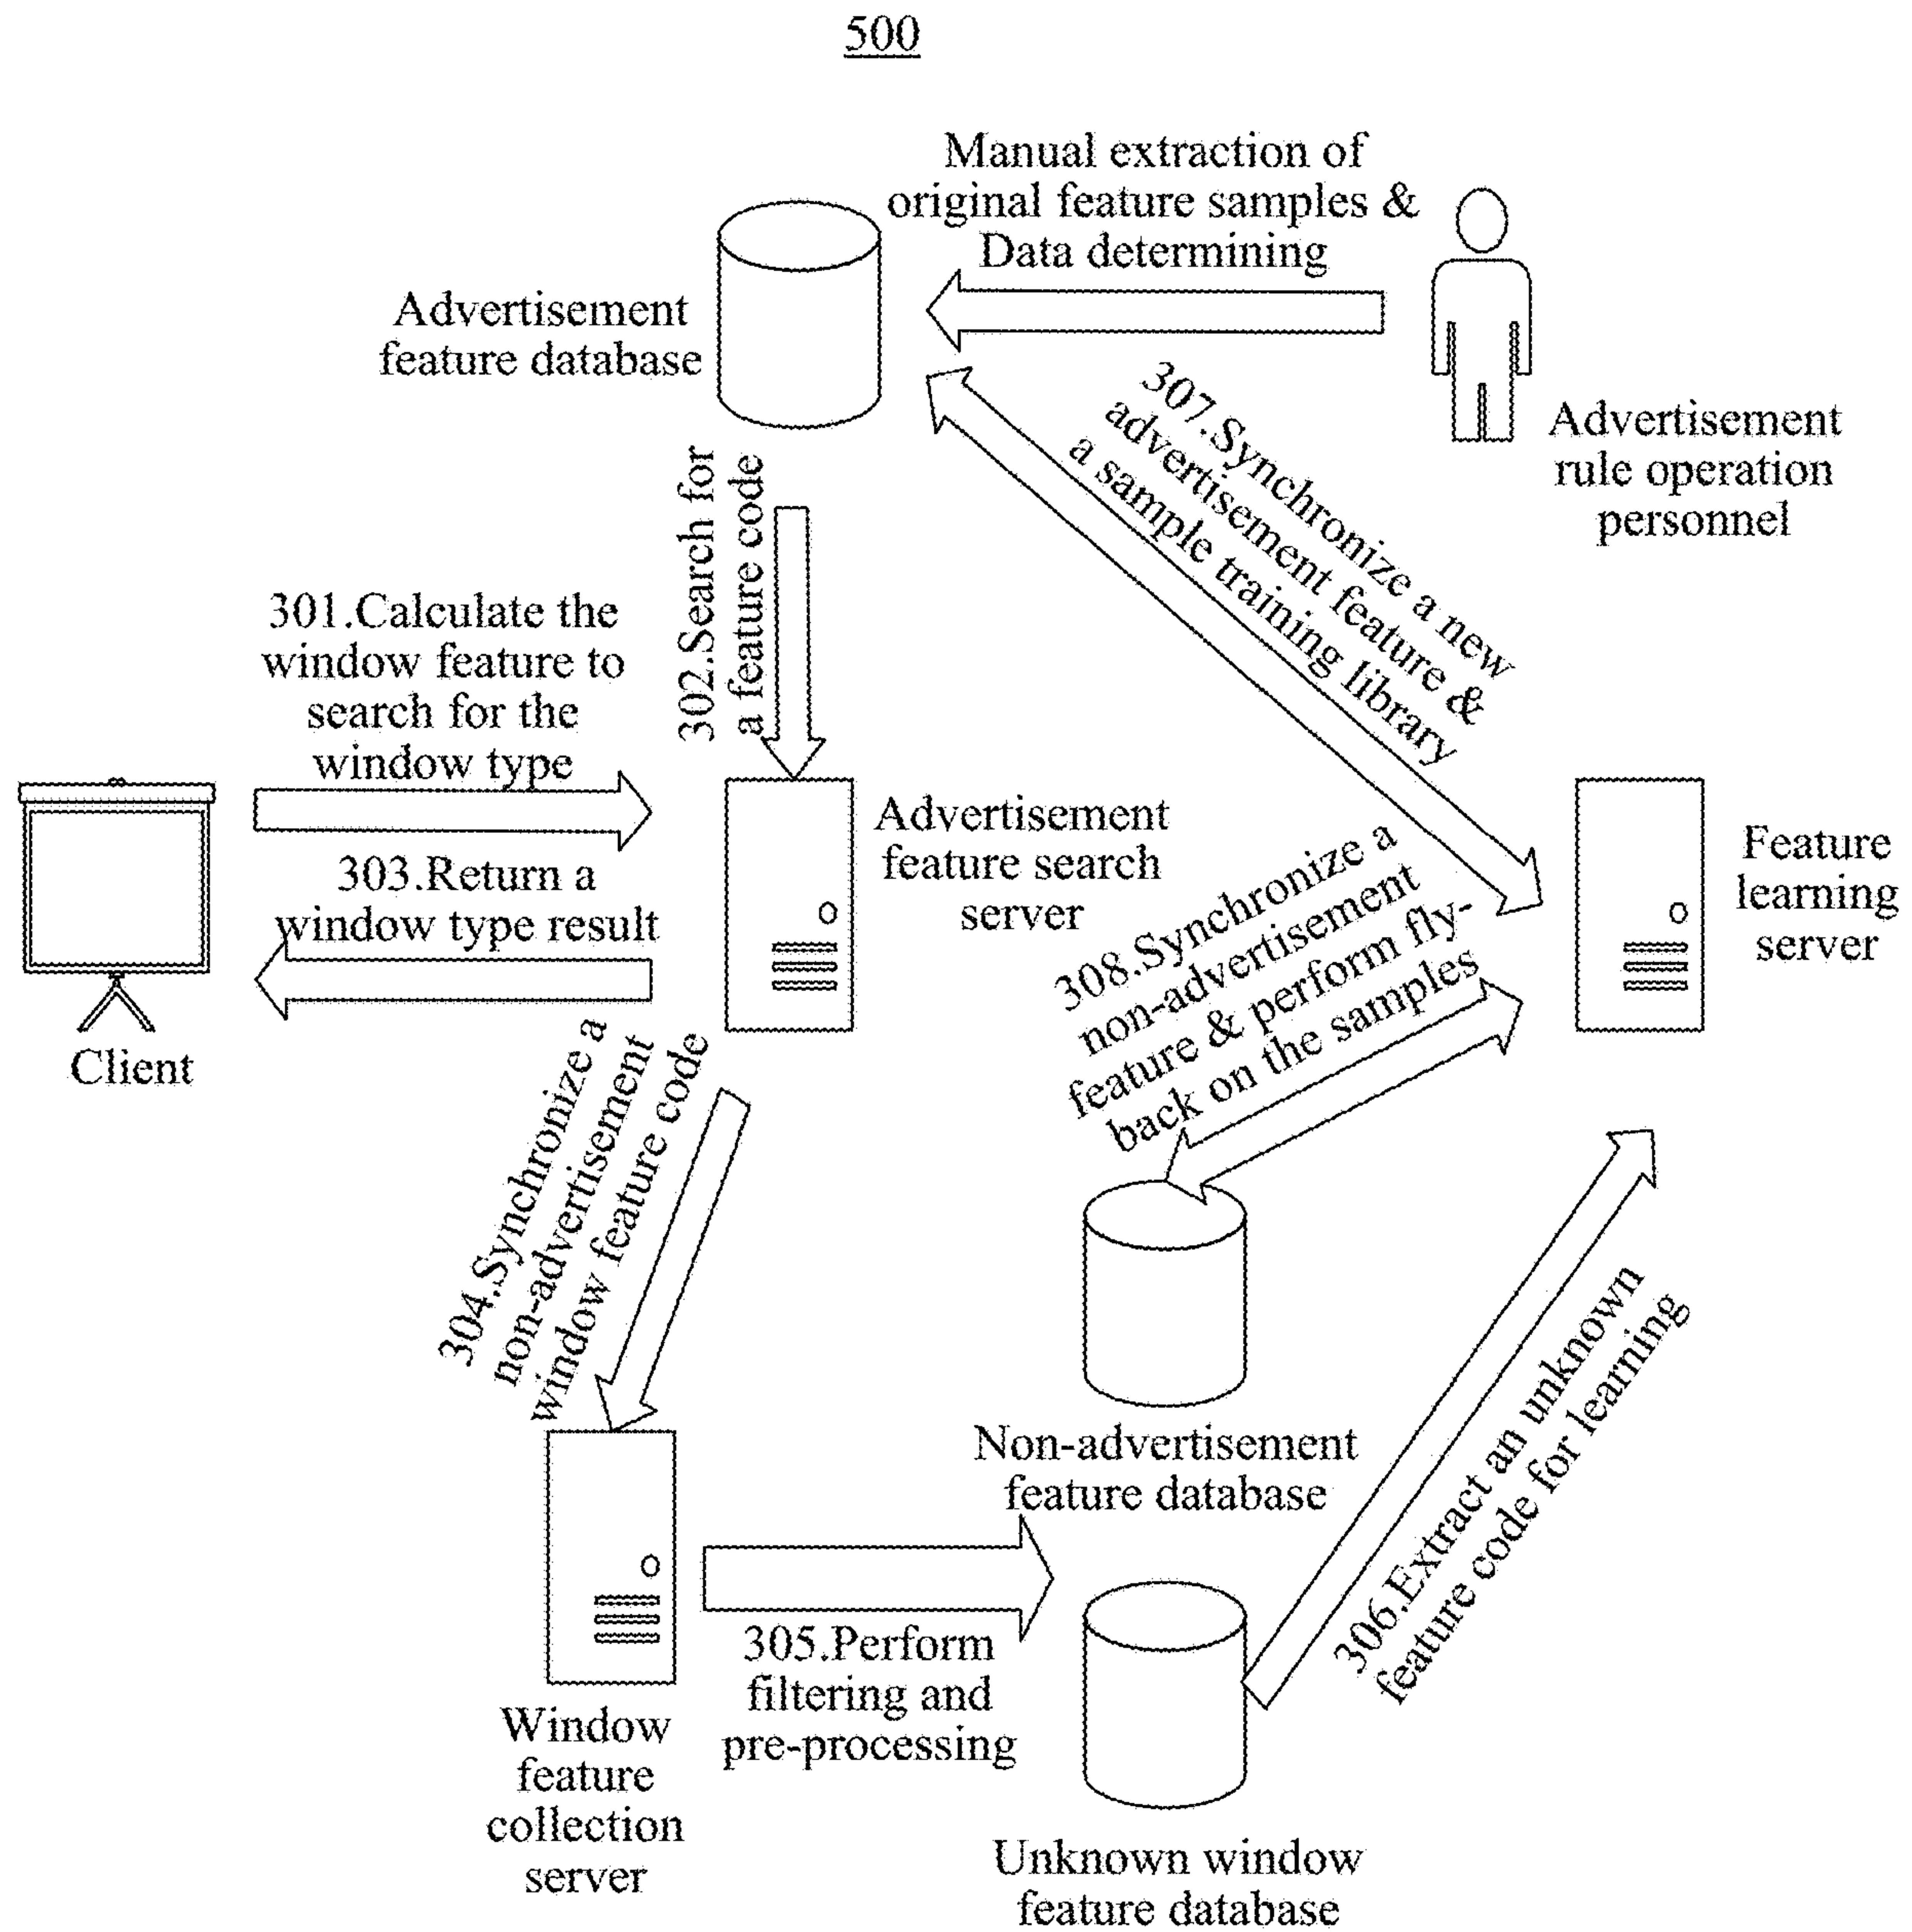 500
Manual extraction of
original feature samples &
Data determining
Advertisement
feature database
Advertisement
rule operation
personnel
307.Synchronize a new
advertisement feature &
a sample training library
302.Search for
a feature code
301.Calculate the
window feature to
search for the
window type
303.Return a
window type result
Client
Advertisement
feature search
server
Feature
learning
server
308.Synchronize a
non-advertisement
feature & perform fly-
back on the samples
304.Synchronize a
non-advertisement
window feature code
Non-advertisement
feature database
306.Extract an unknown
feature code for learning
305.Perform
filtering and
pre-processing
Window
feature
collection
server
Unknown window
feature database